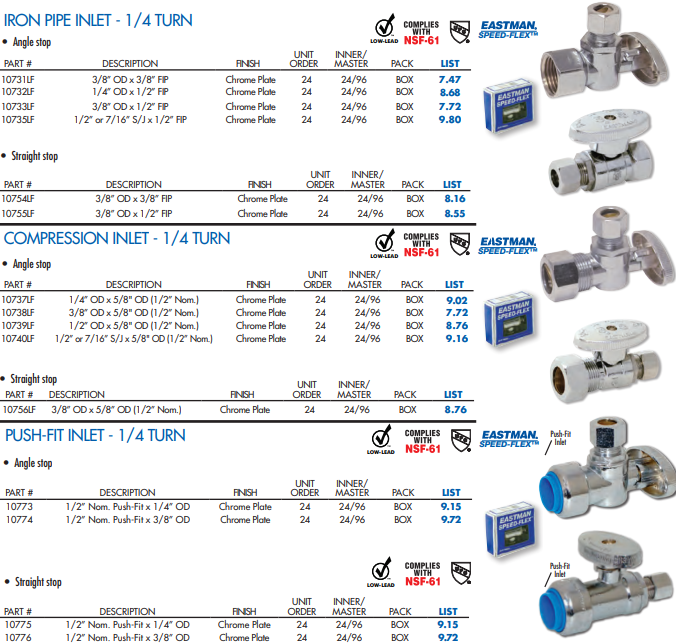 IRON PIPE INLET - 1/4 TURN
LOW-LEAD
COMPLIES WITH NSF-61
EASTMAN SPEED-FLEX™
• Angle stop
PART # DESCRIPTION FINISH UNIT ORDER INNER/ MASTER PACK LIST
10731LF 3/8" OD x 3/8" FIP Chrome Plate 24 24/96 BOX 7.47
10732LF 1/4" OD x 1/2" FIP Chrome Plate 24 24/96 BOX 8.68
10733LF 3/8" OD x 1/2" FIP Chrome Plate 24 24/96 BOX 7.72
10735LF 1/2" or 7/16" S/J x 1/2" FIP Chrome Plate 24 24/96 BOX 9.80
EASTMAN SPEED-FLEX
• Straight stop
PART # DESCRIPTION FINISH UNIT ORDER INNER/ MASTER PACK LIST
10754LF 3/8" OD x 3/8" FIP Chrome Plate 24 24/96 BOX 8.16
10755LF 3/8" OD x 1/2" FIP Chrome Plate 24 24/96 BOX 8.55
COMPRESSION INLET - 1/4 TURN
LOW-LEAD
COMPLIES WITH NSF-61
EASTMAN SPEED-FLEX™
• Angle stop
PART # DESCRIPTION FINISH UNIT ORDER INNER/ MASTER PACK LIST
10737LF 1/4" OD x 5/8" OD (1/2" Nom.) Chrome Plate 24 24/96 BOX 9.02
10738LF 3/8" OD x 5/8" OD (1/2" Nom.) Chrome Plate 24 24/96 BOX 7.72
10739LF 1/2" OD x 5/8" OD (1/2" Nom.) Chrome Plate 24 24/96 BOX 8.76
10740LF 1/2" or 7/16" S/J x 5/8" OD (1/2" Nom.) Chrome Plate 24 24/96 BOX 9.16
EASTMAN SPEED-FLEX
• Straight stop
PART # DESCRIPTION FINISH UNIT ORDER INNER/ MASTER PACK LIST
10756LF 3/8" OD x 5/8" OD (1/2" Nom.) Chrome Plate 24 24/96 BOX 8.76
PUSH-FIT INLET - 1/4 TURN
LOW-LEAD
COMPLIES WITH NSF-61
EASTMAN SPEED-FLEX™
Push-Fit Inlet
• Angle stop
PART # DESCRIPTION FINISH UNIT ORDER INNER/ MASTER PACK LIST
10773 1/2" Nom. Push-Fit x 1/4" OD Chrome Plate 24 24/96 BOX 9.15
10774 1/2" Nom. Push-Fit x 3/8" OD Chrome Plate 24 24/96 BOX 9.72
EASTMAN SPEED-FLEX
LOW-LEAD
COMPLIES WITH NSF-61
Push-Fit Inlet
• Straight stop
PART # DESCRIPTION FINISH UNIT ORDER INNER/ MASTER PACK LIST
10775 1/2" Nom. Push-Fit x 1/4" OD Chrome Plate 24 24/96 BOX 9.15
10776 1/2" Nom. Push-Fit x 3/8" OD Chrome Plate 24 24/96 BOX 9.72